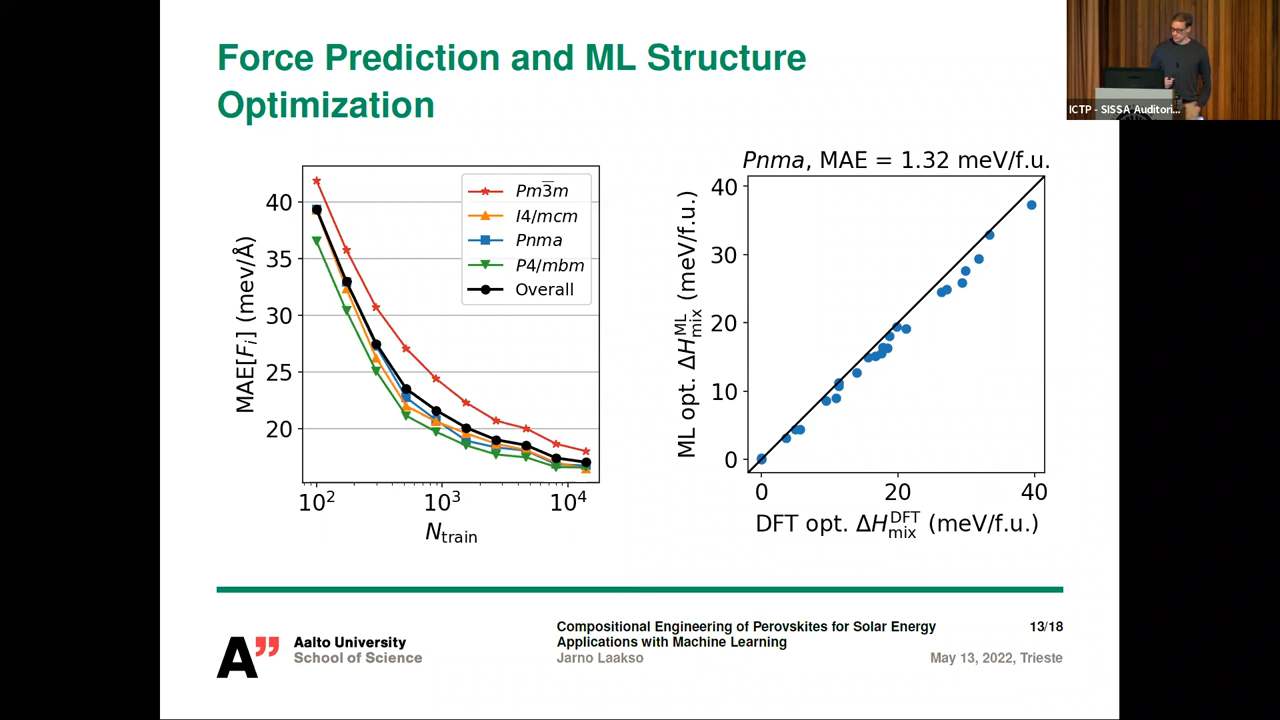 Force Prediction and ML Structure
Optimization
ICTP - SISSA Auditori...
MAE[F_i] (mev/Å)
40
35
30
25
20
Pm3̅m
I4/mcm
Pnma
P4/mbm
Overall
10² 10³ 10⁴
N_train
Pnma, MAE = 1.32 meV/f.u.
ML opt. ΔH_mix^ML (meV/f.u.)
40
30
20
10
0
0 20 40
DFT opt. ΔH_mix^DFT (meV/f.u.)
A”
Aalto University
School of Science
Compositional Engineering of Perovskites for Solar Energy
Applications with Machine Learning
Jarno Laakso
13/18
May 13, 2022, Trieste